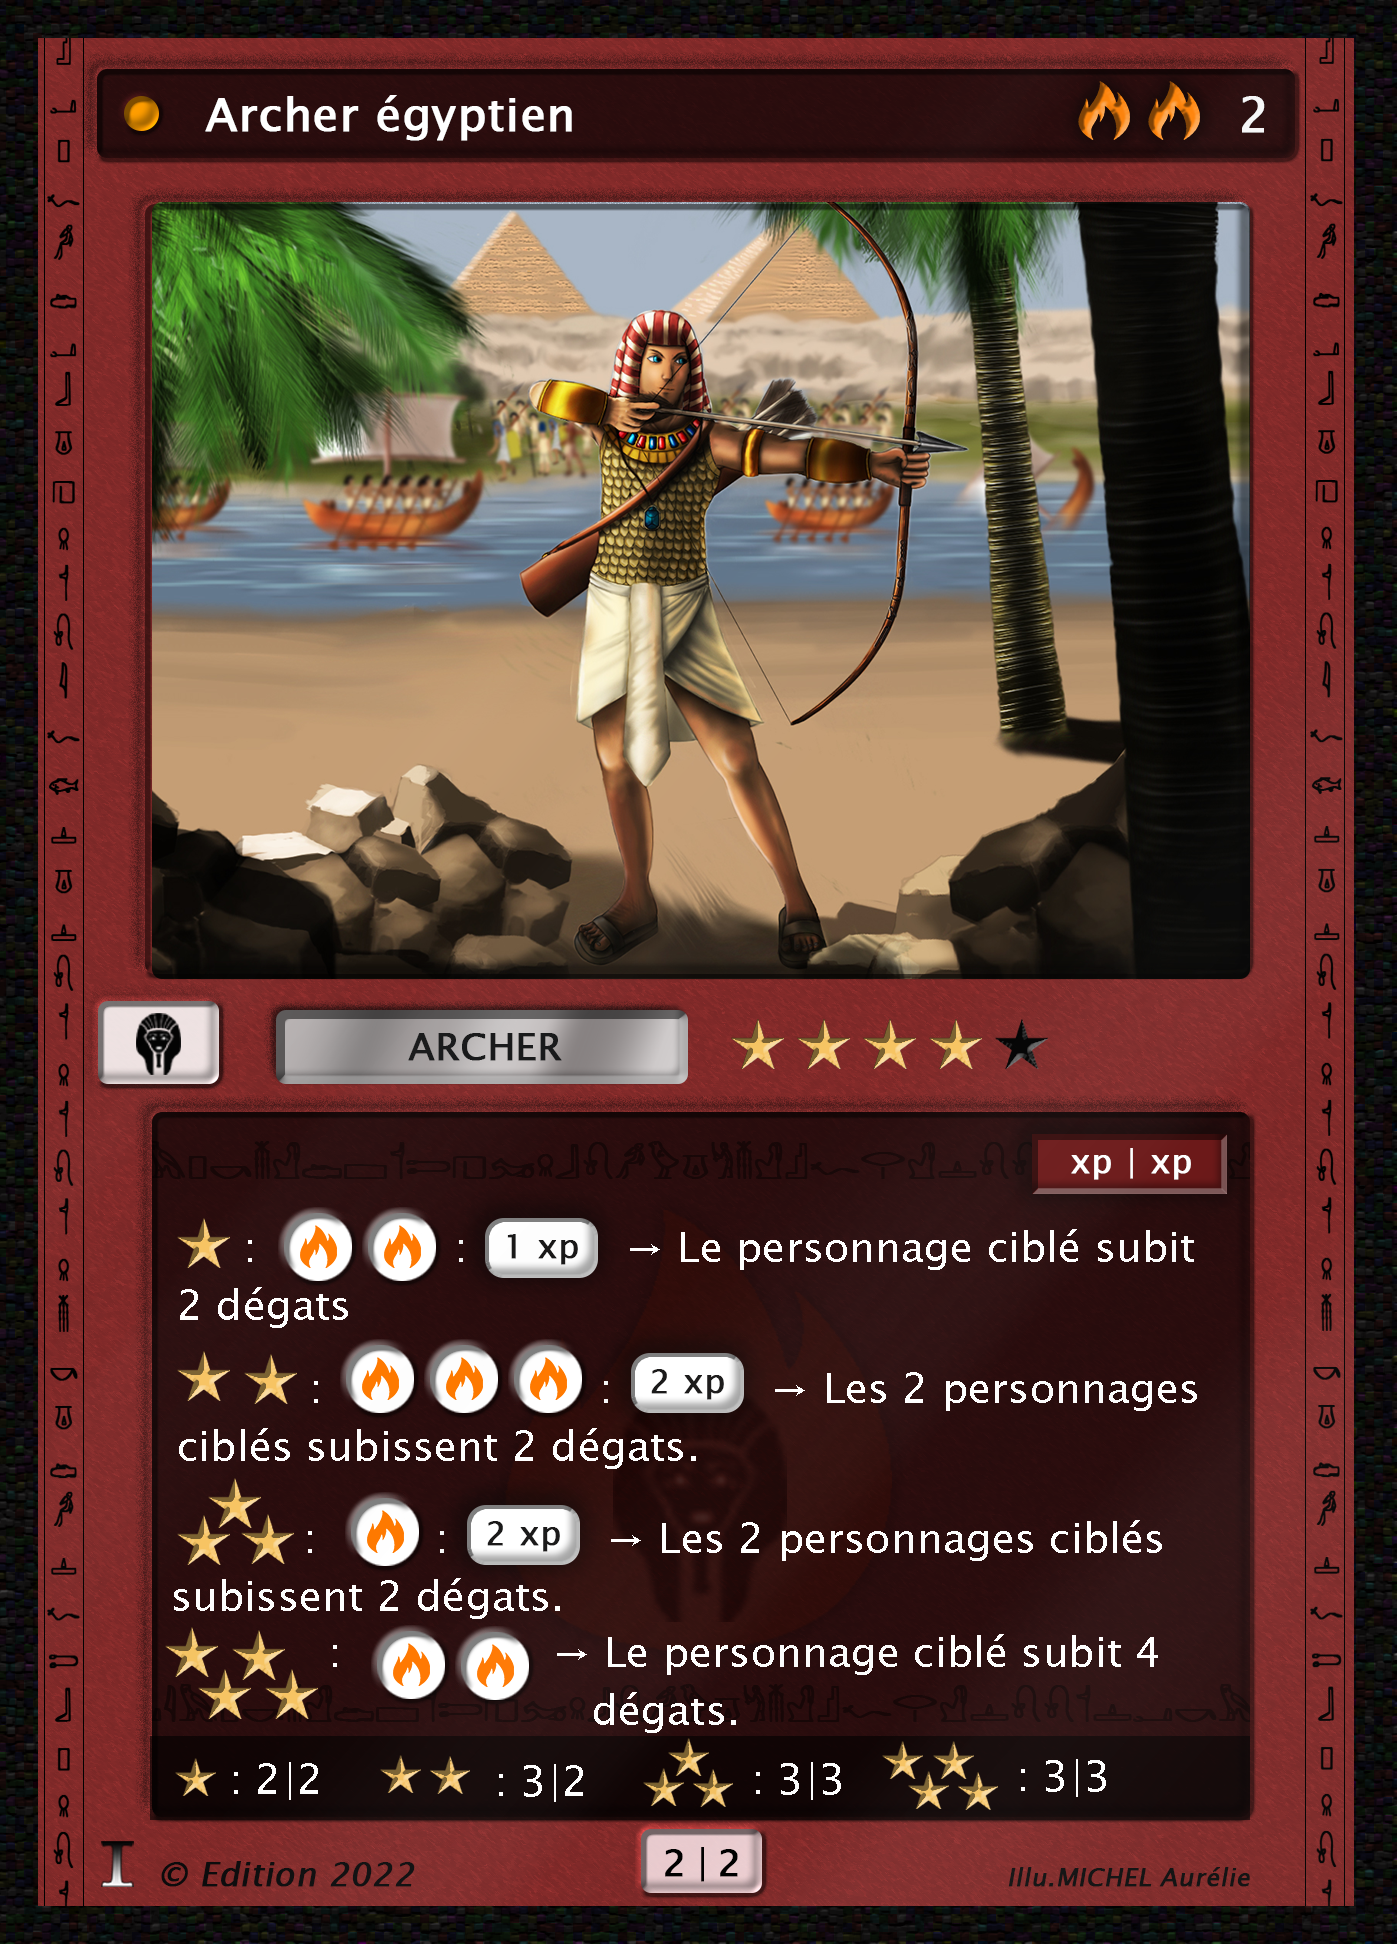 Archer égyptien 2
ARCHER
xp | xp
: : 1 xp → Le personnage ciblé subit
2 dégats
: : 2 xp → Les 2 personnages
ciblés subissent 2 dégats.
: : 2 xp → Les 2 personnages ciblés
subissent 2 dégats.
: → Le personnage ciblé subit 4
dégats.
: 2|2 : 3|2 : 3|3 : 3|3
I © Edition 2022 2 | 2 Illu.MICHEL Aurélie